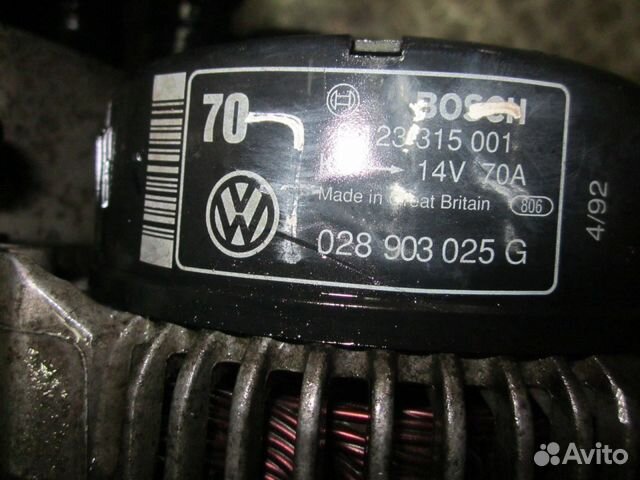 70
BOSCH
23 315 001
14V 70A
Made in Great Britain 806
028 903 025 G
4/92
Avito